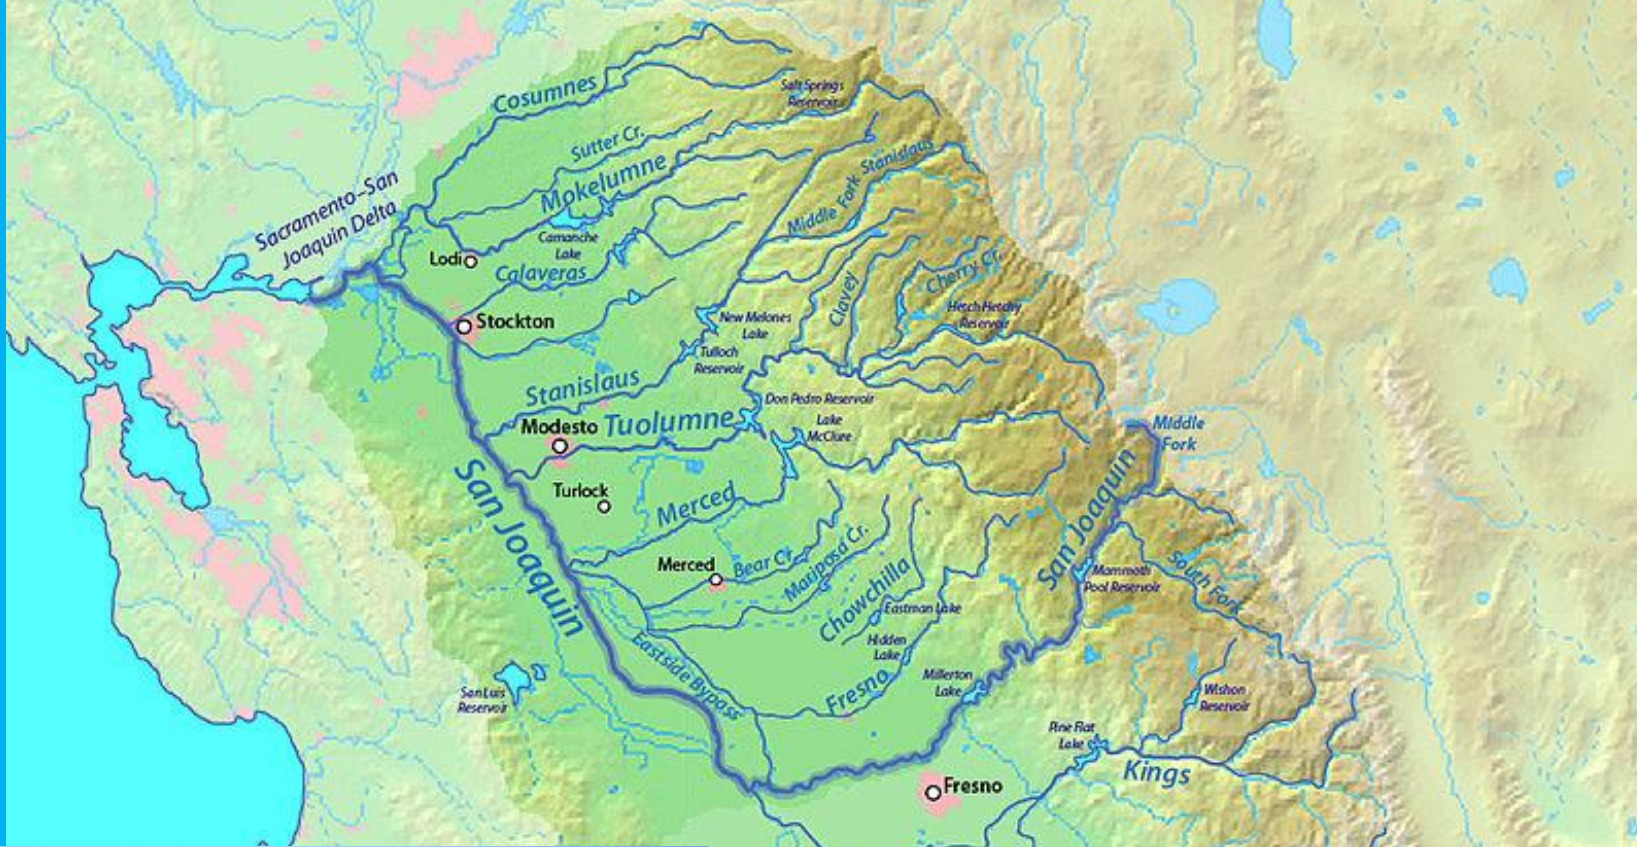 Cosumnes
Salt Springs
Reservoir
Sutter Cr.
Mokelumne
Middle Fork Stanislaus
Sacramento–San
Joaquin Delta
Camanche
Lake
Lodi
Calaveras
Cherry Cr.
Clavey
Hetch Hetchy
Reservoir
Stockton
New Melones
Lake
Tulloch
Reservoir
Stanislaus
Don Pedro Reservoir
Modesto
Tuolumne
Lake
McClure
Middle
Fork
San Joaquin
Turlock
Merced
San Joaquin
Merced
Bear Cr.
Mariposa Cr.
Mammoth
Pool Reservoir
South Fork
Chowchilla
Eastman Lake
Hidden
Lake
Eastside Bypass
Fresno
Millerton
Lake
San Luis
Reservoir
Wishon
Reservoir
Pine Flat
Lake
Kings
Fresno